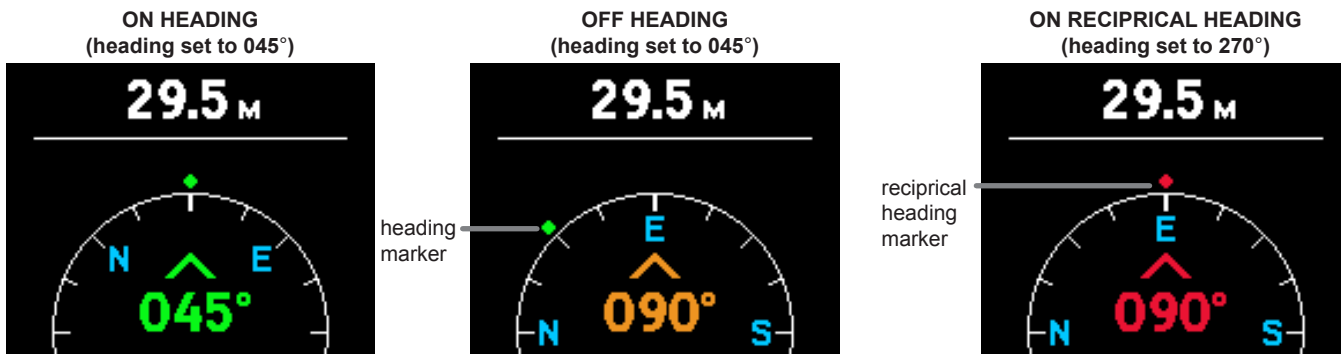 ON HEADING
(heading set to 045°)
29.5 M
N E
045°
OFF HEADING
(heading set to 045°)
29.5 M
heading
marker
E
N S
090°
ON RECIPRICAL HEADING
(heading set to 270°)
29.5 M
reciprical
heading
marker
E
N S
090°